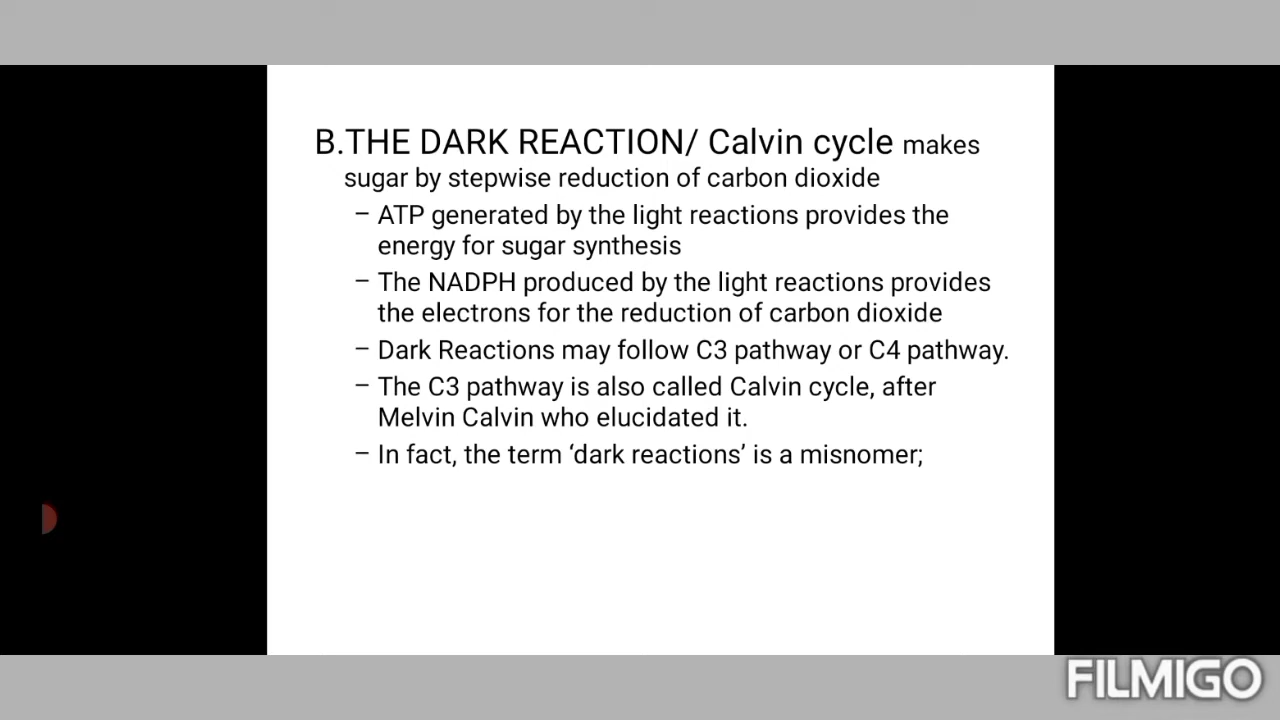 B.THE DARK REACTION/ Calvin cycle makes
sugar by stepwise reduction of carbon dioxide
– ATP generated by the light reactions provides the
energy for sugar synthesis
– The NADPH produced by the light reactions provides
the electrons for the reduction of carbon dioxide
– Dark Reactions may follow C3 pathway or C4 pathway.
– The C3 pathway is also called Calvin cycle, after
Melvin Calvin who elucidated it.
– In fact, the term ‘dark reactions’ is a misnomer;
FILMIGO